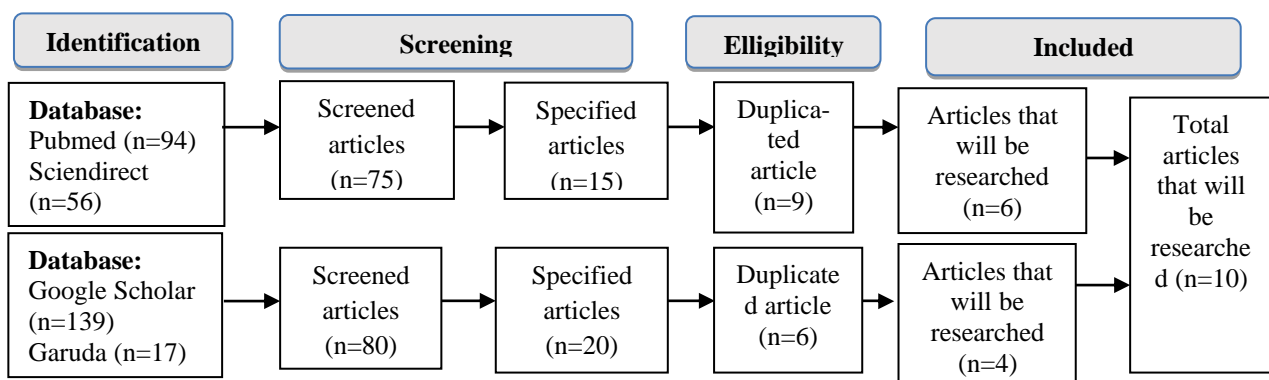 Identification
Screening
Elligibility
Included
Database:
Pubmed (n=94)
Sciendirect
(n=56)
Screened
articles
(n=75)
Specified
articles
(n=15)
Duplica-
ted
article
(n=9)
Articles that
will be
researched
(n=6)
Total
articles
that will
be
researche
d (n=10)
Database:
Google Scholar
(n=139)
Garuda (n=17)
Screened
articles
(n=80)
Specified
articles
(n=20)
Duplicate
d article
(n=6)
Articles that
will be
researched
(n=4)